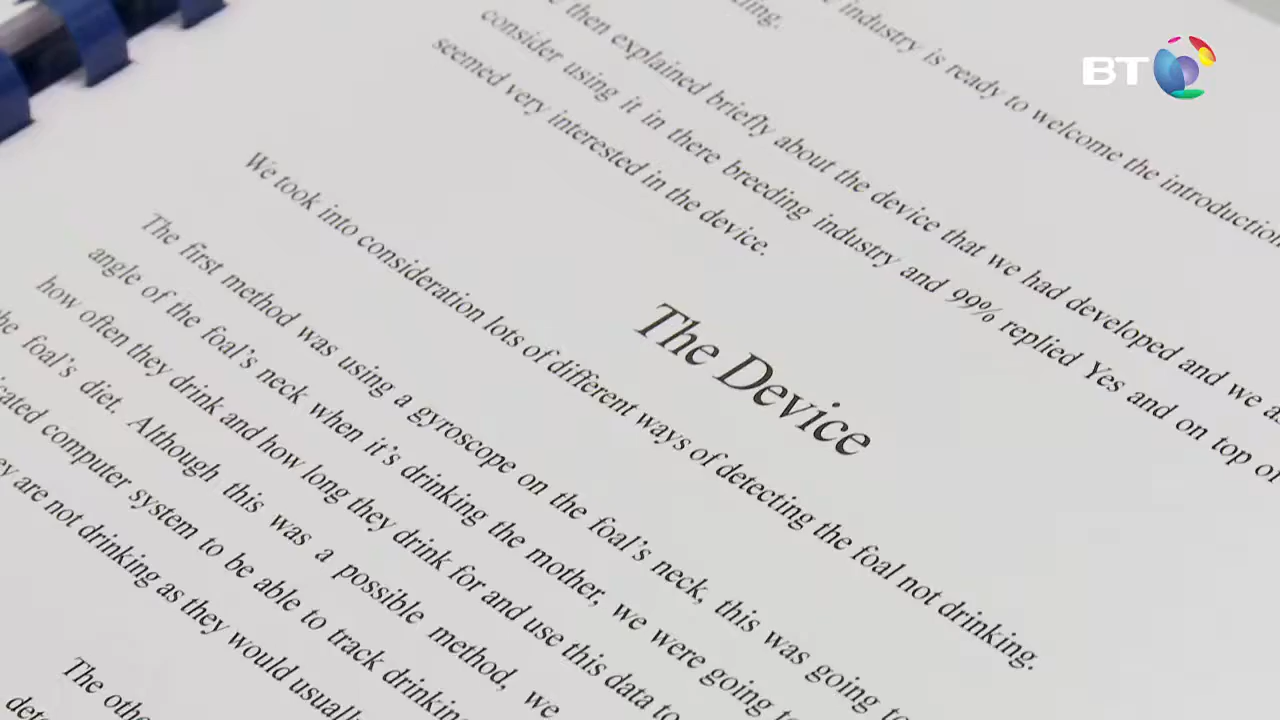 BT
industry is ready to welcome the introduction
then explained briefly about the device that we had developed and we
consider using it in there breeding industry and 99% replied Yes and on top of
seemed very interested in the device.
The Device
We took into consideration lots of different ways of detecting the foal not drinking.
The first method was using a gyroscope on the foal's neck, this was going to
angle of the foal's neck when it's drinking the mother, we were going to
how often they drink and how long they drink for and use this data to
the foal's diet. Although this was a possible method, we
computer system to be able to track drinking
are not drinking as they would usually
The